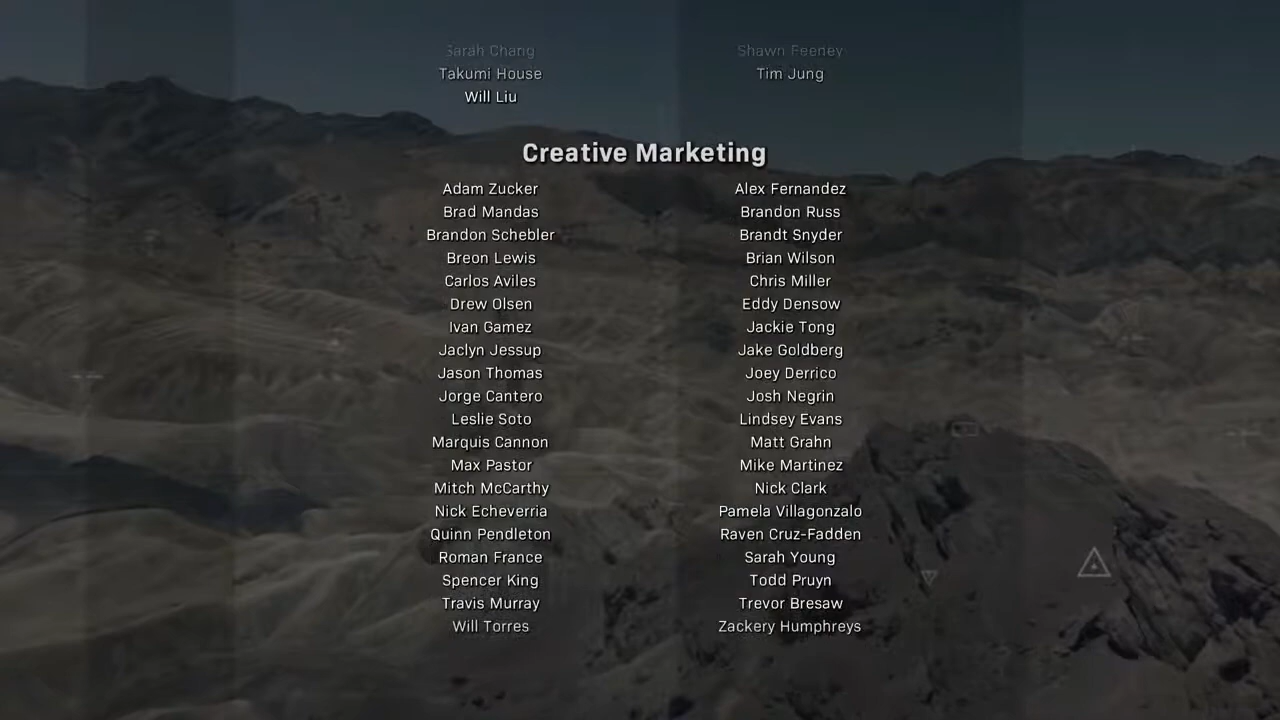 Sarah Chang Shawn Feeney
Takumi House Tim Jung
Will Liu
Creative Marketing
Adam Zucker Alex Fernandez
Brad Mandas Brandon Russ
Brandon Schebler Brandt Snyder
Breon Lewis Brian Wilson
Carlos Aviles Chris Miller
Drew Olsen Eddy Densow
Ivan Gamez Jackie Tong
Jaclyn Jessup Jake Goldberg
Jason Thomas Joey Derrico
Jorge Cantero Josh Negrin
Leslie Soto Lindsey Evans
Marquis Cannon Matt Grahn
Max Pastor Mike Martinez
Mitch McCarthy Nick Clark
Nick Echeverria Pamela Villagonzalo
Quinn Pendleton Raven Cruz-Fadden
Roman France Sarah Young
Spencer King Todd Pruyn
Travis Murray Trevor Bresaw
Will Torres Zackery Humphreys